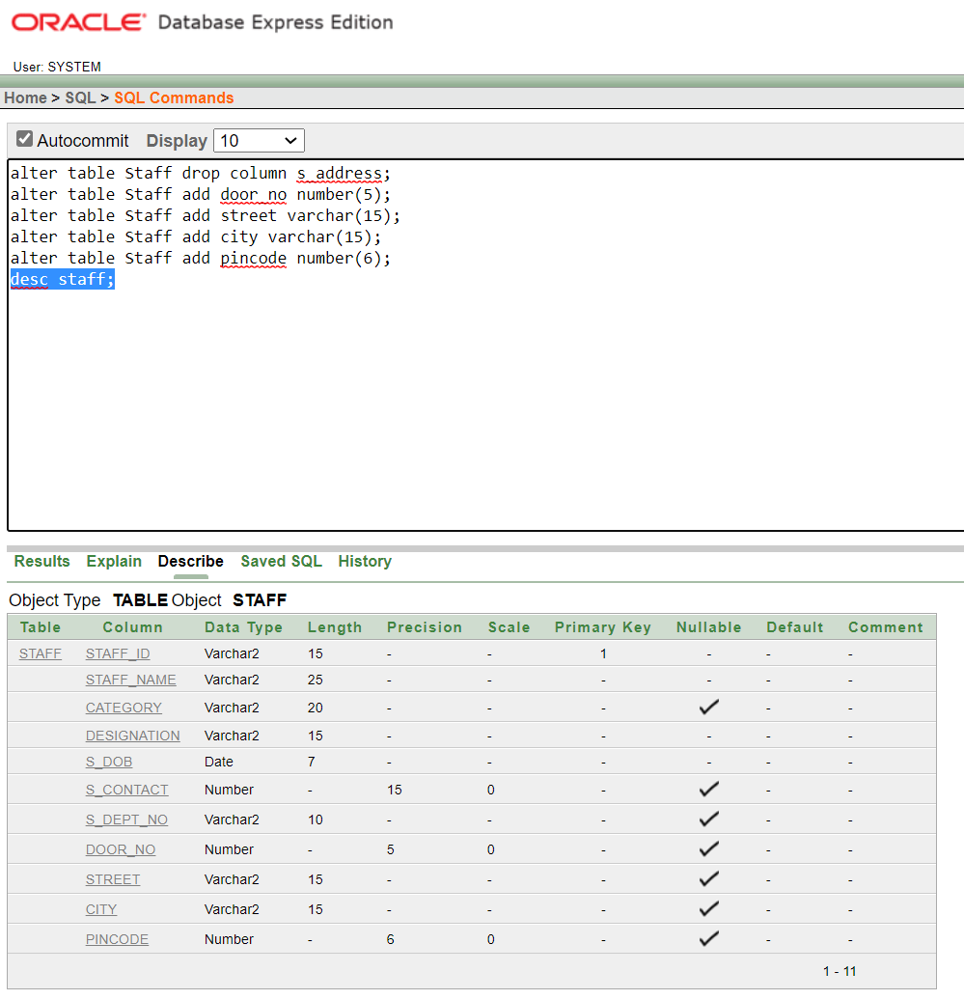 ORACLE Database Express Edition
User: SYSTEM
Home > SQL > SQL Commands
Autocommit Display 10
alter table Staff drop column s_address;
alter table Staff add door_no number(5);
alter table Staff add street varchar(15);
alter table Staff add city varchar(15);
alter table Staff add pincode number(6);
desc staff;
Results Explain Describe Saved SQL History
Object Type TABLE Object STAFF
Table Column Data Type Length Precision Scale Primary Key Nullable Default Comment
STAFF STAFF_ID Varchar2 15 - - 1 - - -
STAFF_NAME Varchar2 25 - - - - - -
CATEGORY Varchar2 20 - - - ✓ - -
DESIGNATION Varchar2 15 - - - - - -
S_DOB Date 7 - - - - - -
S_CONTACT Number - 15 0 - ✓ - -
S_DEPT_NO Varchar2 10 - - - ✓ - -
DOOR_NO Number - 5 0 - ✓ - -
STREET Varchar2 15 - - - ✓ - -
CITY Varchar2 15 - - - ✓ - -
PINCODE Number - 6 0 - ✓ - -
1 - 11